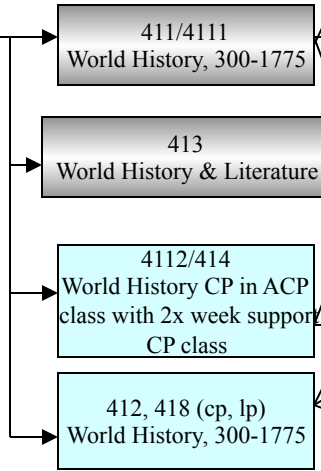 411/4111
World History, 300-1775
413
World History & Literature
4112/414
World History CP in ACP
class with 2x week support
CP class
412, 418 (cp, lp)
World History, 300-1775